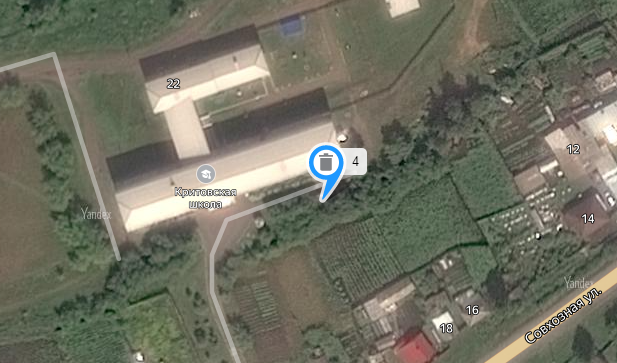 22
4
12
Критовская
школа
14
Yandex
Yandex
16
Совхозная ул.
18